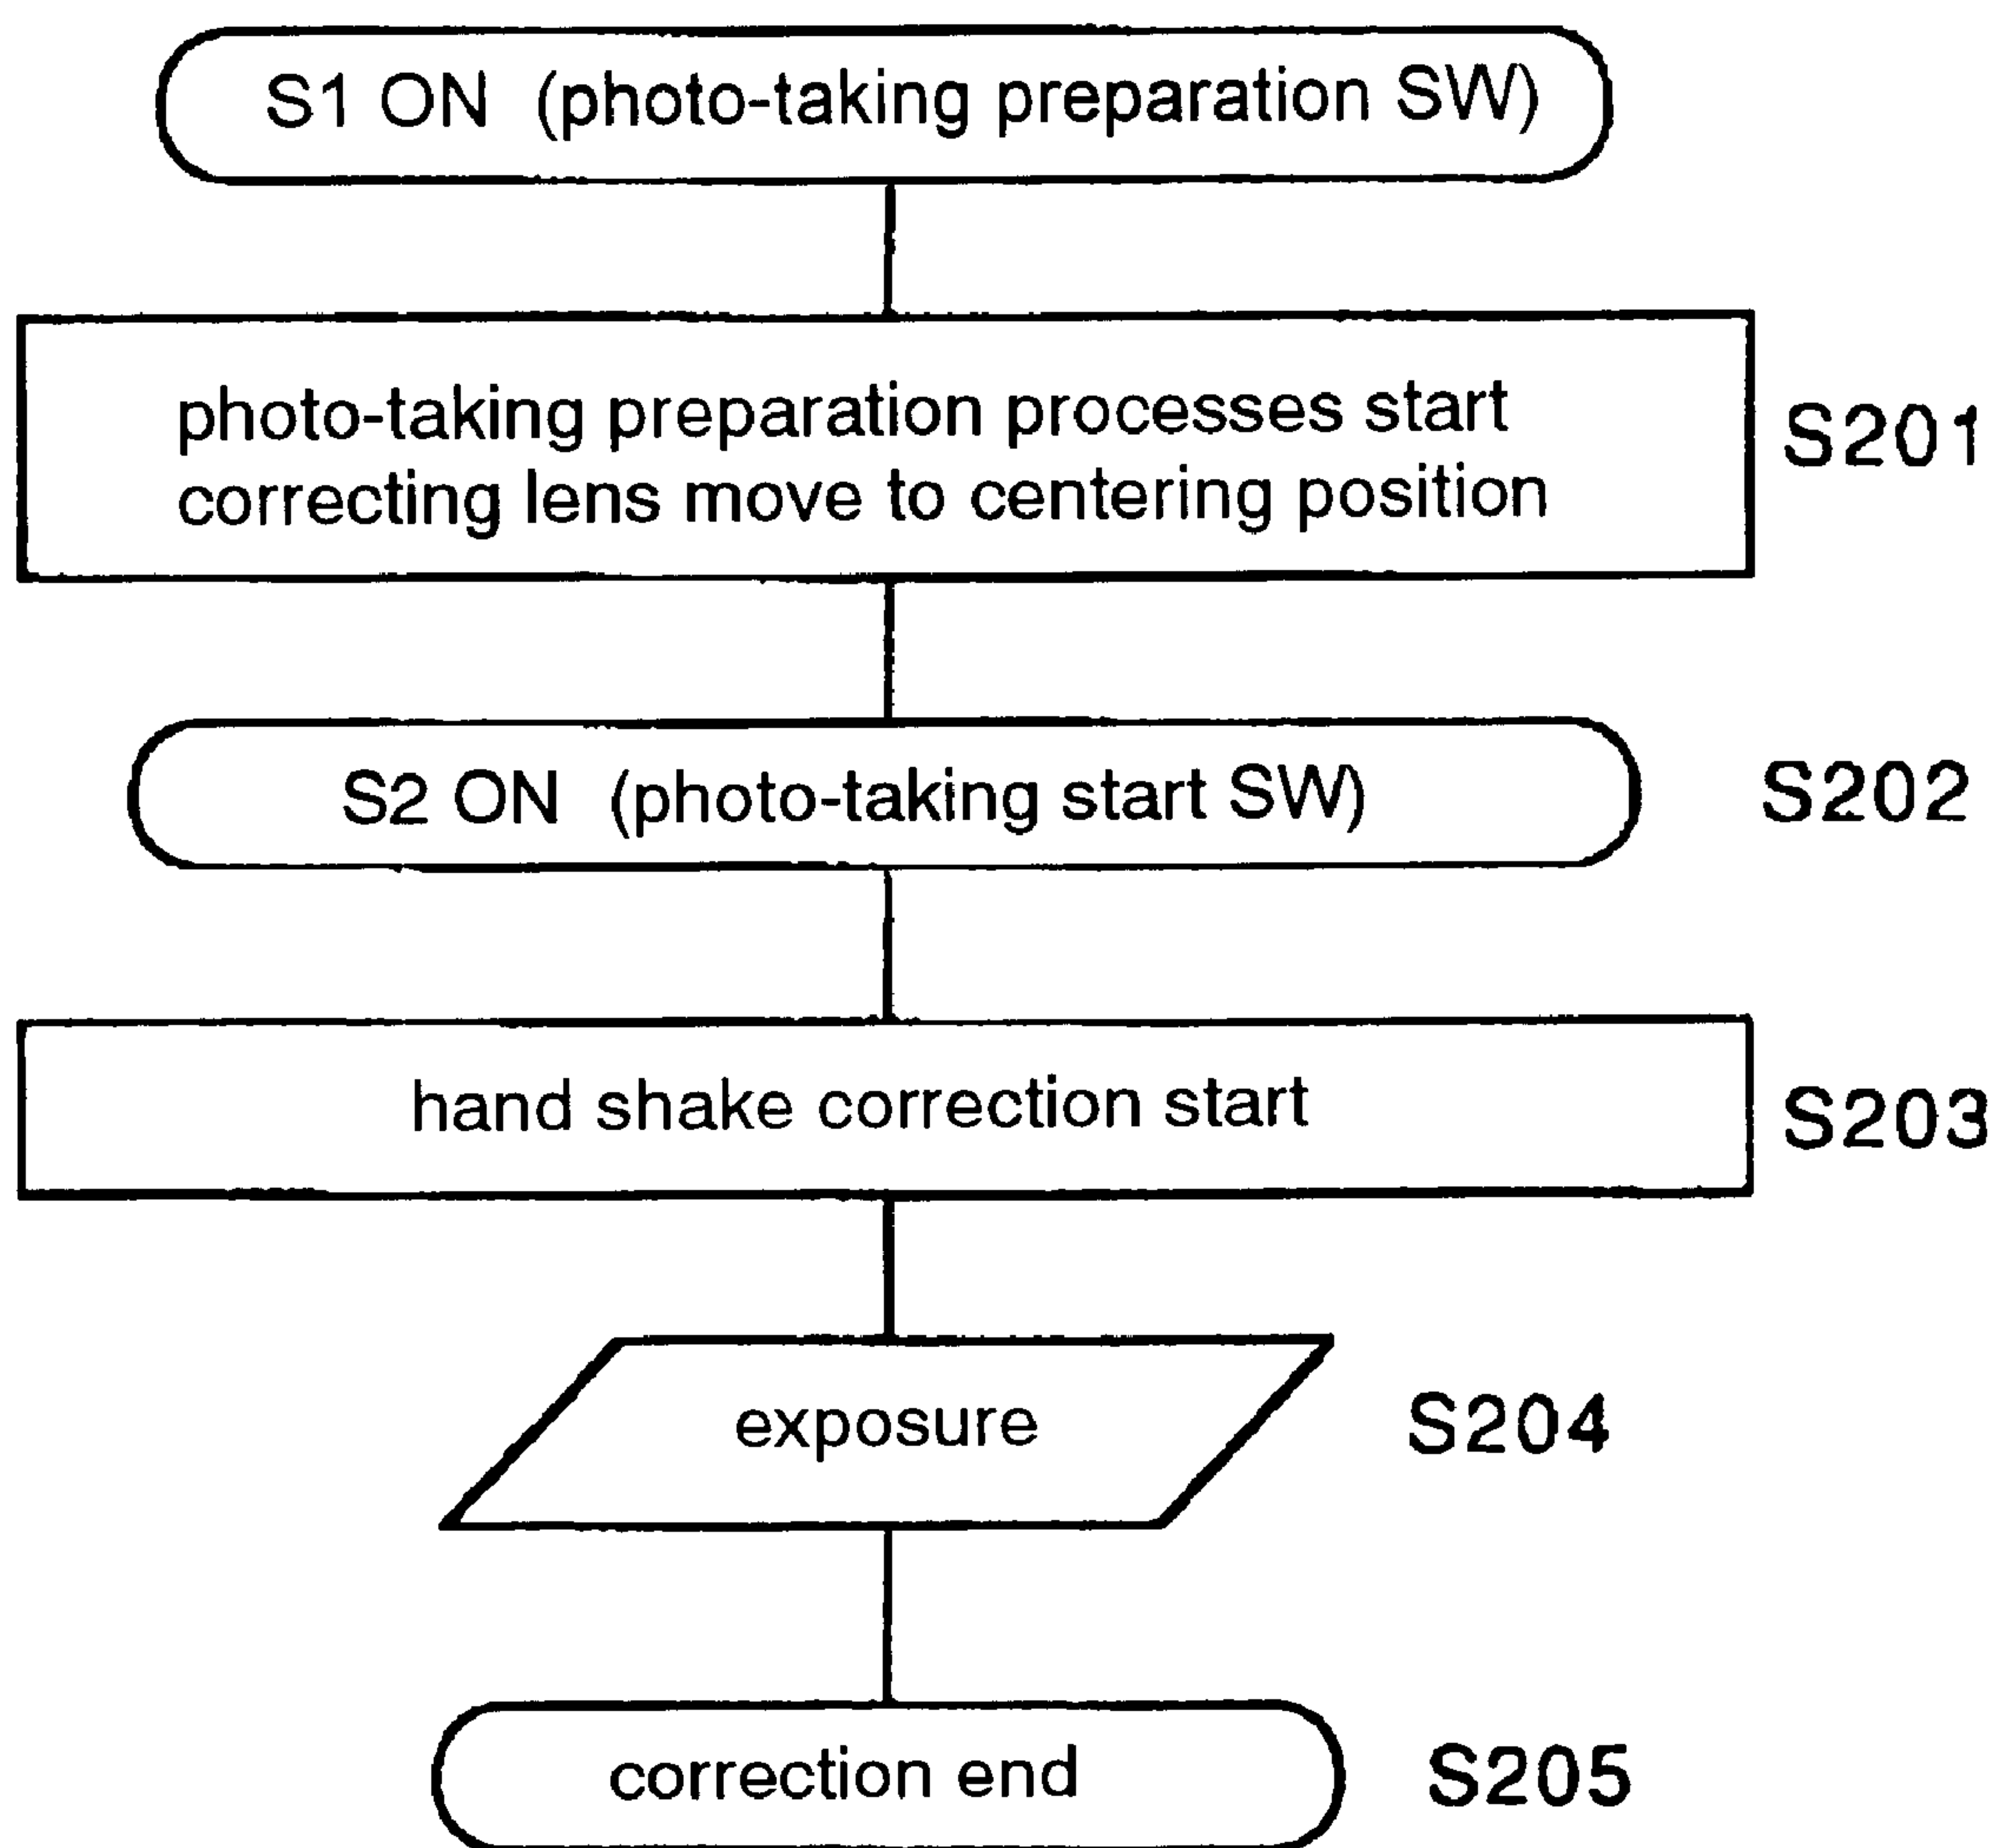 S1 ON (photo-taking preparation SW)
photo-taking preparation processes start
correcting lens move to centering position
S201
S2 ON (photo-taking start SW)
S202
hand shake correction start
S203
exposure
S204
correction end
S205